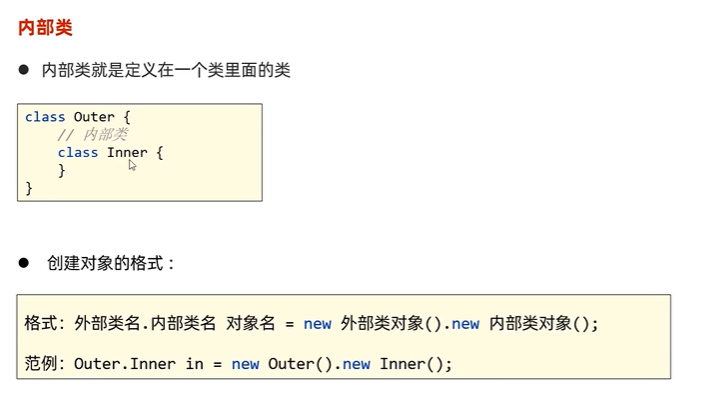 内部类
● 内部类就是定义在一个类里面的类
class Outer {
    // 内部类
    class Inner {
    }
}
● 创建对象的格式：
格式：外部类名.内部类名 对象名 = new 外部类对象().new 内部类对象();
范例：Outer.Inner in = new Outer().new Inner();